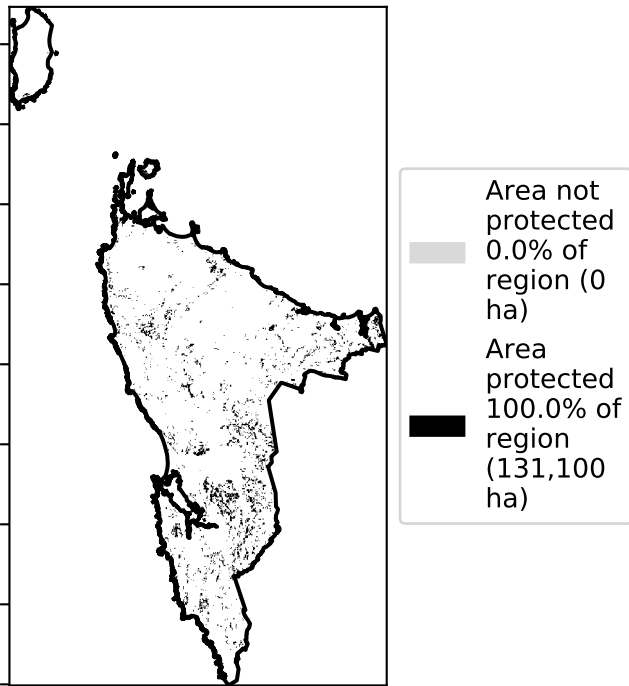 Area not
protected
0.0% of
region (0
ha)
Area
protected
100.0% of
region
(131,100
ha)